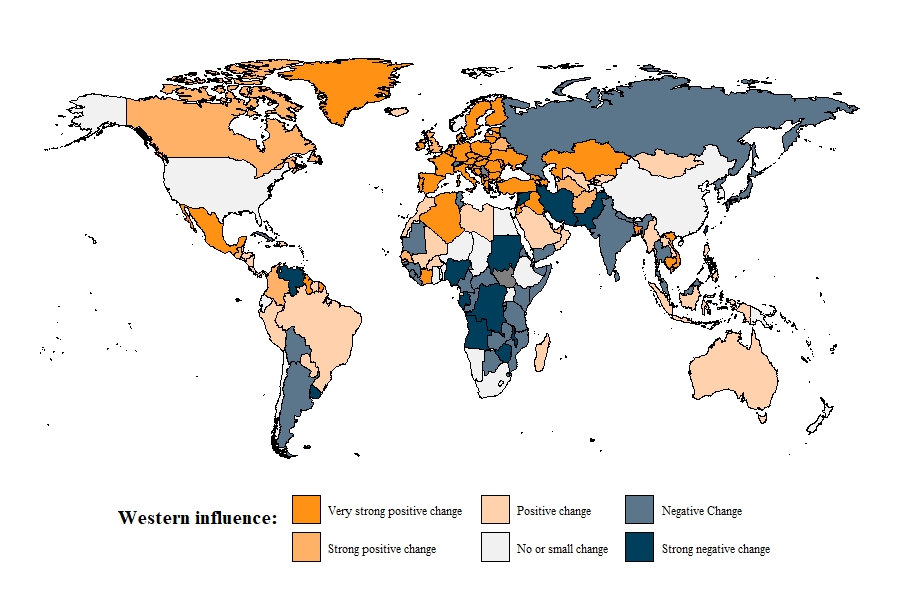 Western influence:
Very strong positive change
Strong positive change
Positive change
No or small change
Negative Change
Strong negative change